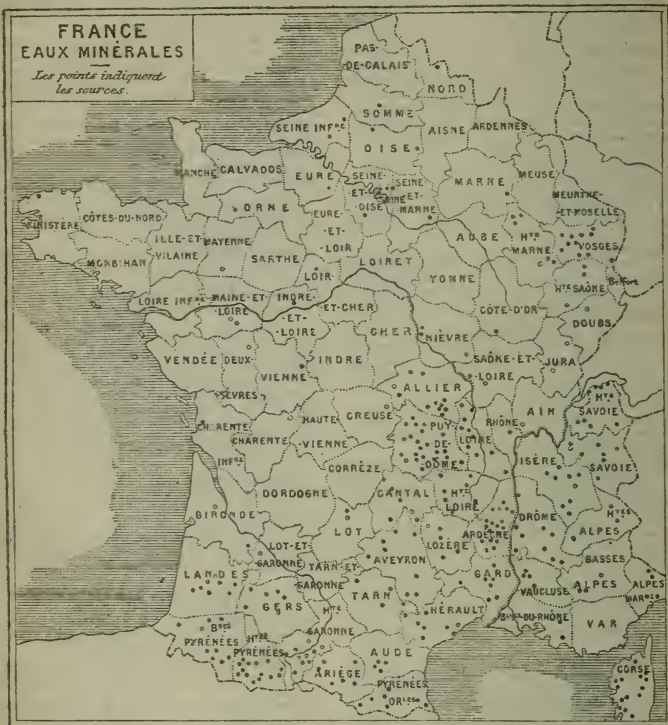 FRANCE
EAUX MINÉRALES
Les points indiquent
les sources.
PAS-
DE-CALAIS
NORD
SOMME
SEINE INFRE
AISNE
ARDENNES
OISE
MANCHE
CALVADOS
EURE
SEINE-
ET-
OISE
SEINE
SEINE-
ET-
MARNE
MARNE
MEUSE
MEURTHE-
ET-MOSELLE
ORNE
FINISTÈRE
CÔTES-DU-NORD
EURE-
ET-
LOIR
AUBE
HTE
MARNE
VOSGES
ILLE-ET-
VILAINE
MAYENNE
SARTHE
MORBIHAN
LOIRET
YONNE
HTE SAÔNE
Belfort
LOIR-
ET-CHER
LOIRE INFRE
MAINE-ET-
LOIRE
INDRE-
ET-
LOIRE
CÔTE-D'OR
DOUBS
CHER
NIÈVRE
VENDÉE
DEUX-
SÈVRES
VIENNE
INDRE
SAÔNE-ET-
LOIRE
JURA
ALLIER
AIN
HTE
SAVOIE
CREUSE
HAUTE
VIENNE
CHARENTE
INFRE
CHARENTE
PUY-
DE-
DÔME
LOIRE
RHÔNE
ISÈRE
SAVOIE
CORRÈZE
DORDOGNE
CANTAL
HTE
LOIRE
GIRONDE
LOT
ARDÈCHE
DRÔME
HTES
ALPES
LOT-ET-
GARONNE
LOZÈRE
AVEYRON
TARN-ET-
GARONNE
BASSES
ALPES
LANDES
GERS
TARN
GARD
VAUCLUSE
ALPES
MARMES
HTE
GARONNE
HÉRAULT
BHES-DU-RHÔNE
VAR
BSES
PYRÉNÉES
HTES
PYRÉNÉES
AUDE
ARIÉGE
PYRÉNÉES
ORLES
CORSE